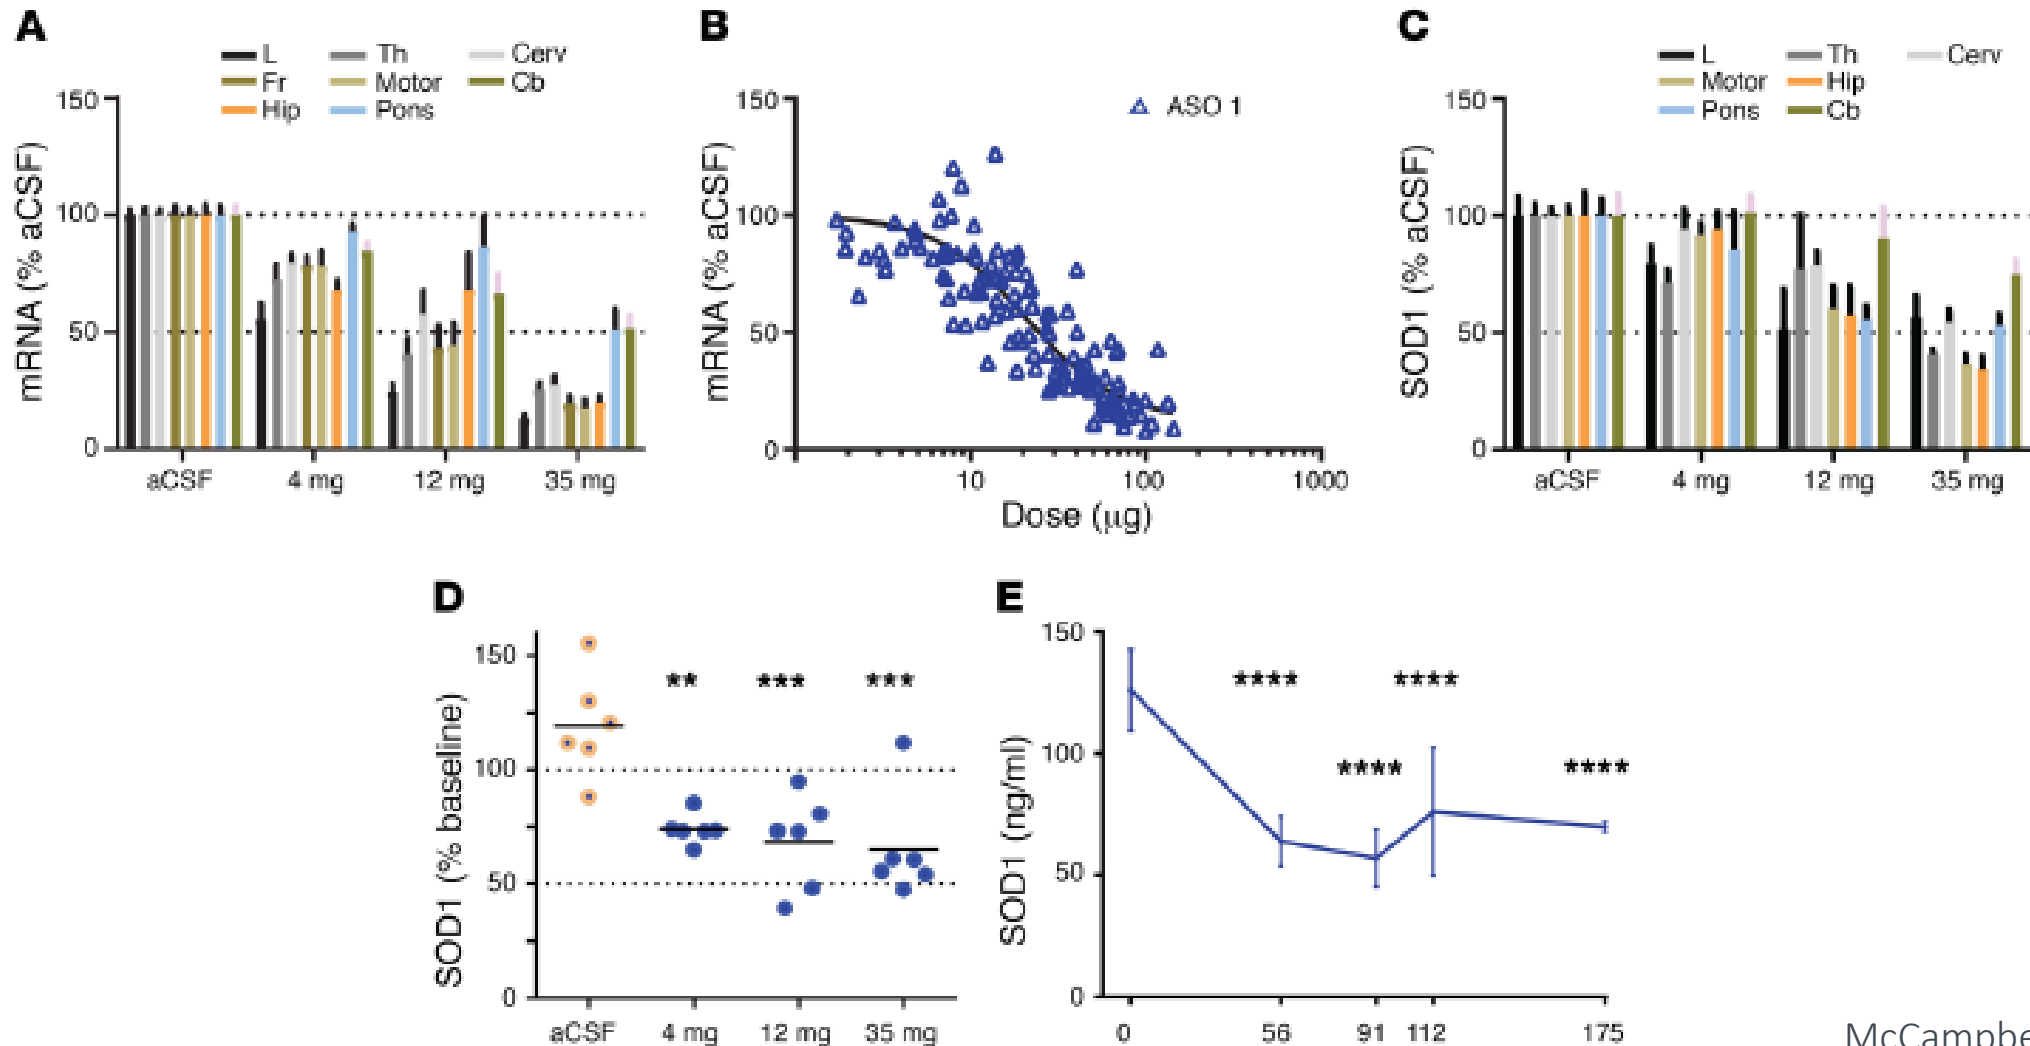 A
L Th Cerv
Fr Motor Cb
Hip Pons
mRNA (% aCSF)
150
100
50
0
aCSF 4 mg 12 mg 35 mg
B
ASO 1
mRNA (% aCSF)
150
100
50
0
10 100 1000
Dose (µg)
C
L Th Cerv
Motor Hip
Pons Cb
SOD1 (% aCSF)
150
100
50
0
aCSF 4 mg 12 mg 35 mg
D
SOD1 (% baseline)
150
100
50
0
** *** ***
aCSF 4 mg 12 mg 35 mg
E
SOD1 (ng/ml)
150
100
50
0
**** ****
**** ****
0 56 91 112 175
McCampbe